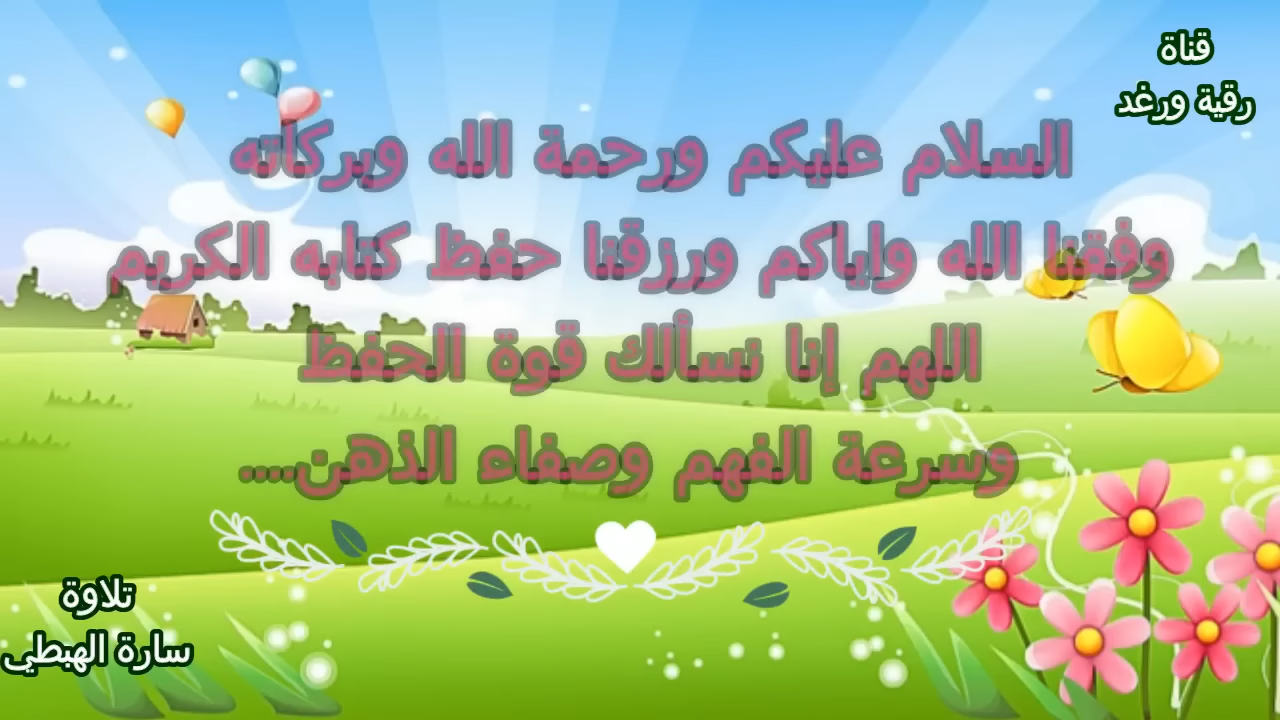 قناة
رقية ورغد
السلام عليكم ورحمة الله وبركاته
وفقنا الله وإياكم ورزقنا حفظ كتابه الكريم
اللهم إنا نسألك قوة الحفظ
وسرعة الفهم وصفاء الذهن....
تلاوة
سارة الهبطي